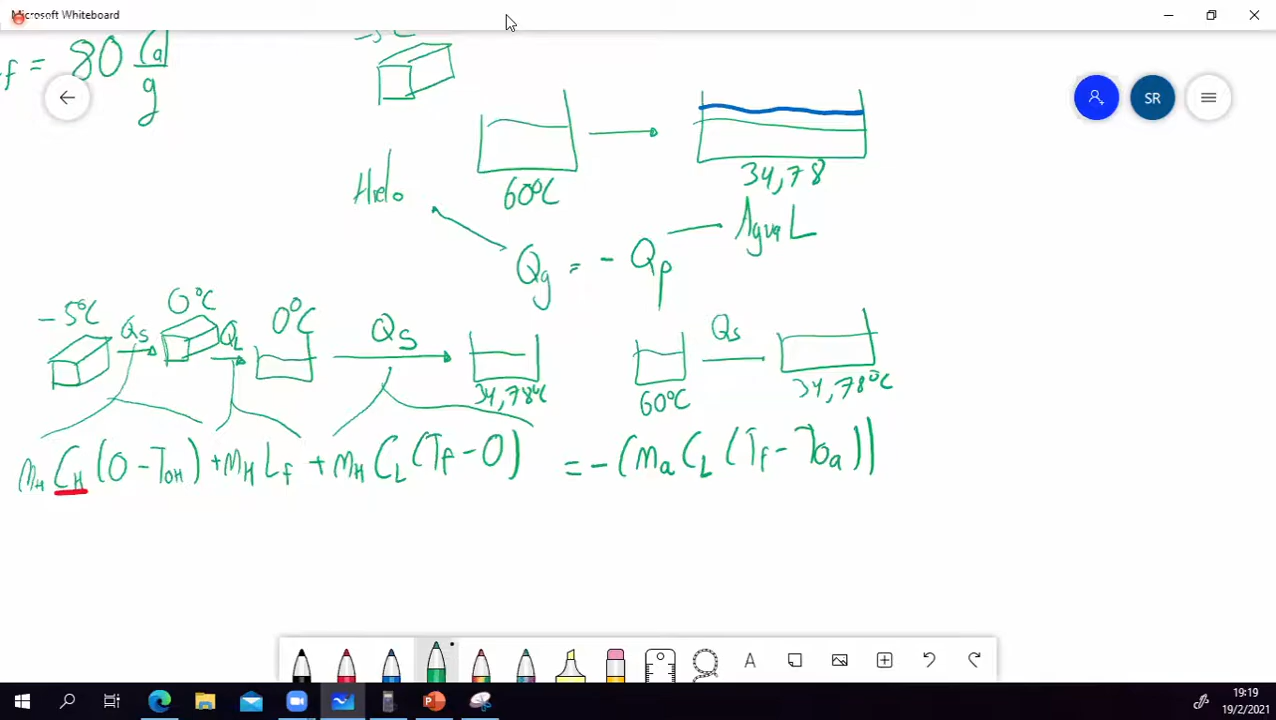 Microsoft Whiteboard
f = 80 Cal/g
-5°C
SR
60°C
34,78
Hielo
Agua L
Qg = - Qp
-5°C Qs 0°C QL 0°C Qs
Qs
34,78°C
60°C
34,78°C
mH CH (0 - ToH) + mH Lf + mH CL (Tf - 0) = - (ma CL (Tf - Toa))
A
19:19
19/2/2021